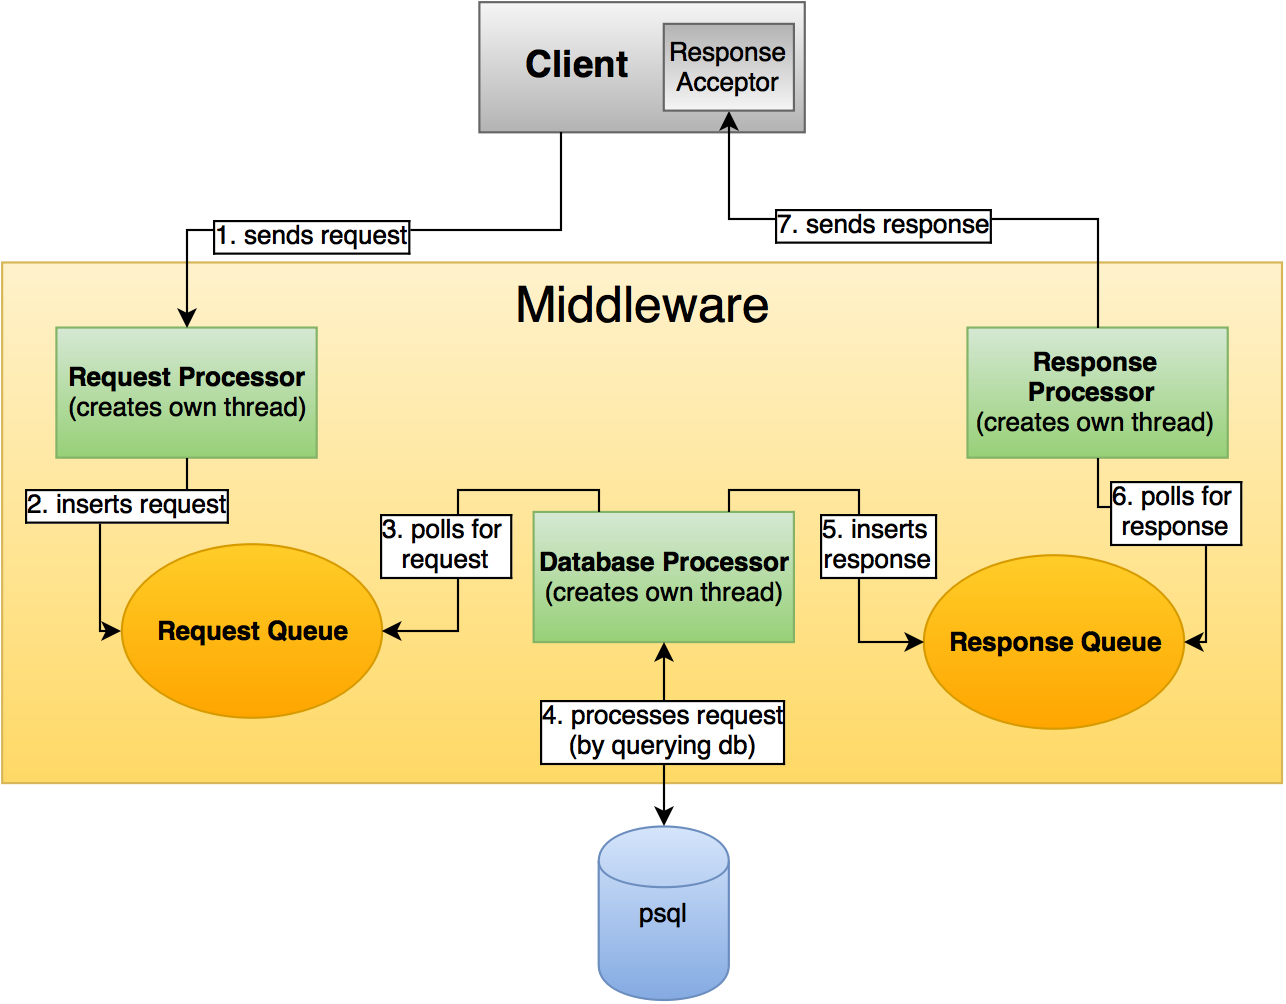 Client
Response
Acceptor
1. sends request
7. sends response
Middleware
Request Processor
(creates own thread)
Response
Processor
(creates own thread)
2. inserts request
3. polls for
request
Database Processor
(creates own thread)
5. inserts
response
6. polls for
response
Request Queue
Response Queue
4. processes request
(by querying db)
psql